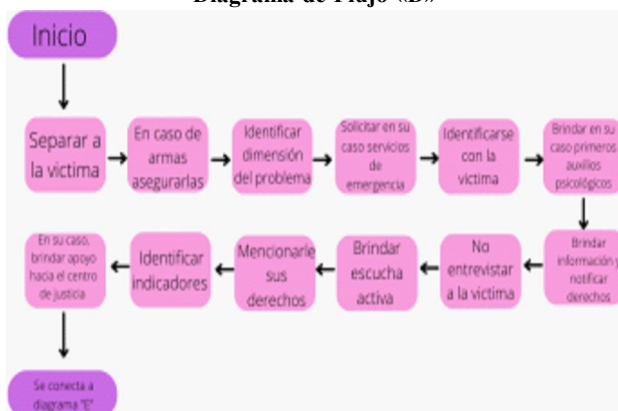 Diagrama de Flujo «D»
Inicio
Separar a
la victima
En caso de
armas
asegurarlas
Identificar
dimensión
del problema
Solicitar en su
caso servicios
de
emergencia
Identificarse
con la
víctima
Brindar en su
caso primeros
auxilios
psicológicos
Brindar
información y
notificar
derechos
No
entrevistar
a la victima
Brindar
escucha
activa
Mencionarle
sus
derechos
Identificar
indicadores
En su caso,
brindar apoyo
hacia el centro
de justicia
Se conecta a
diagrama "E"